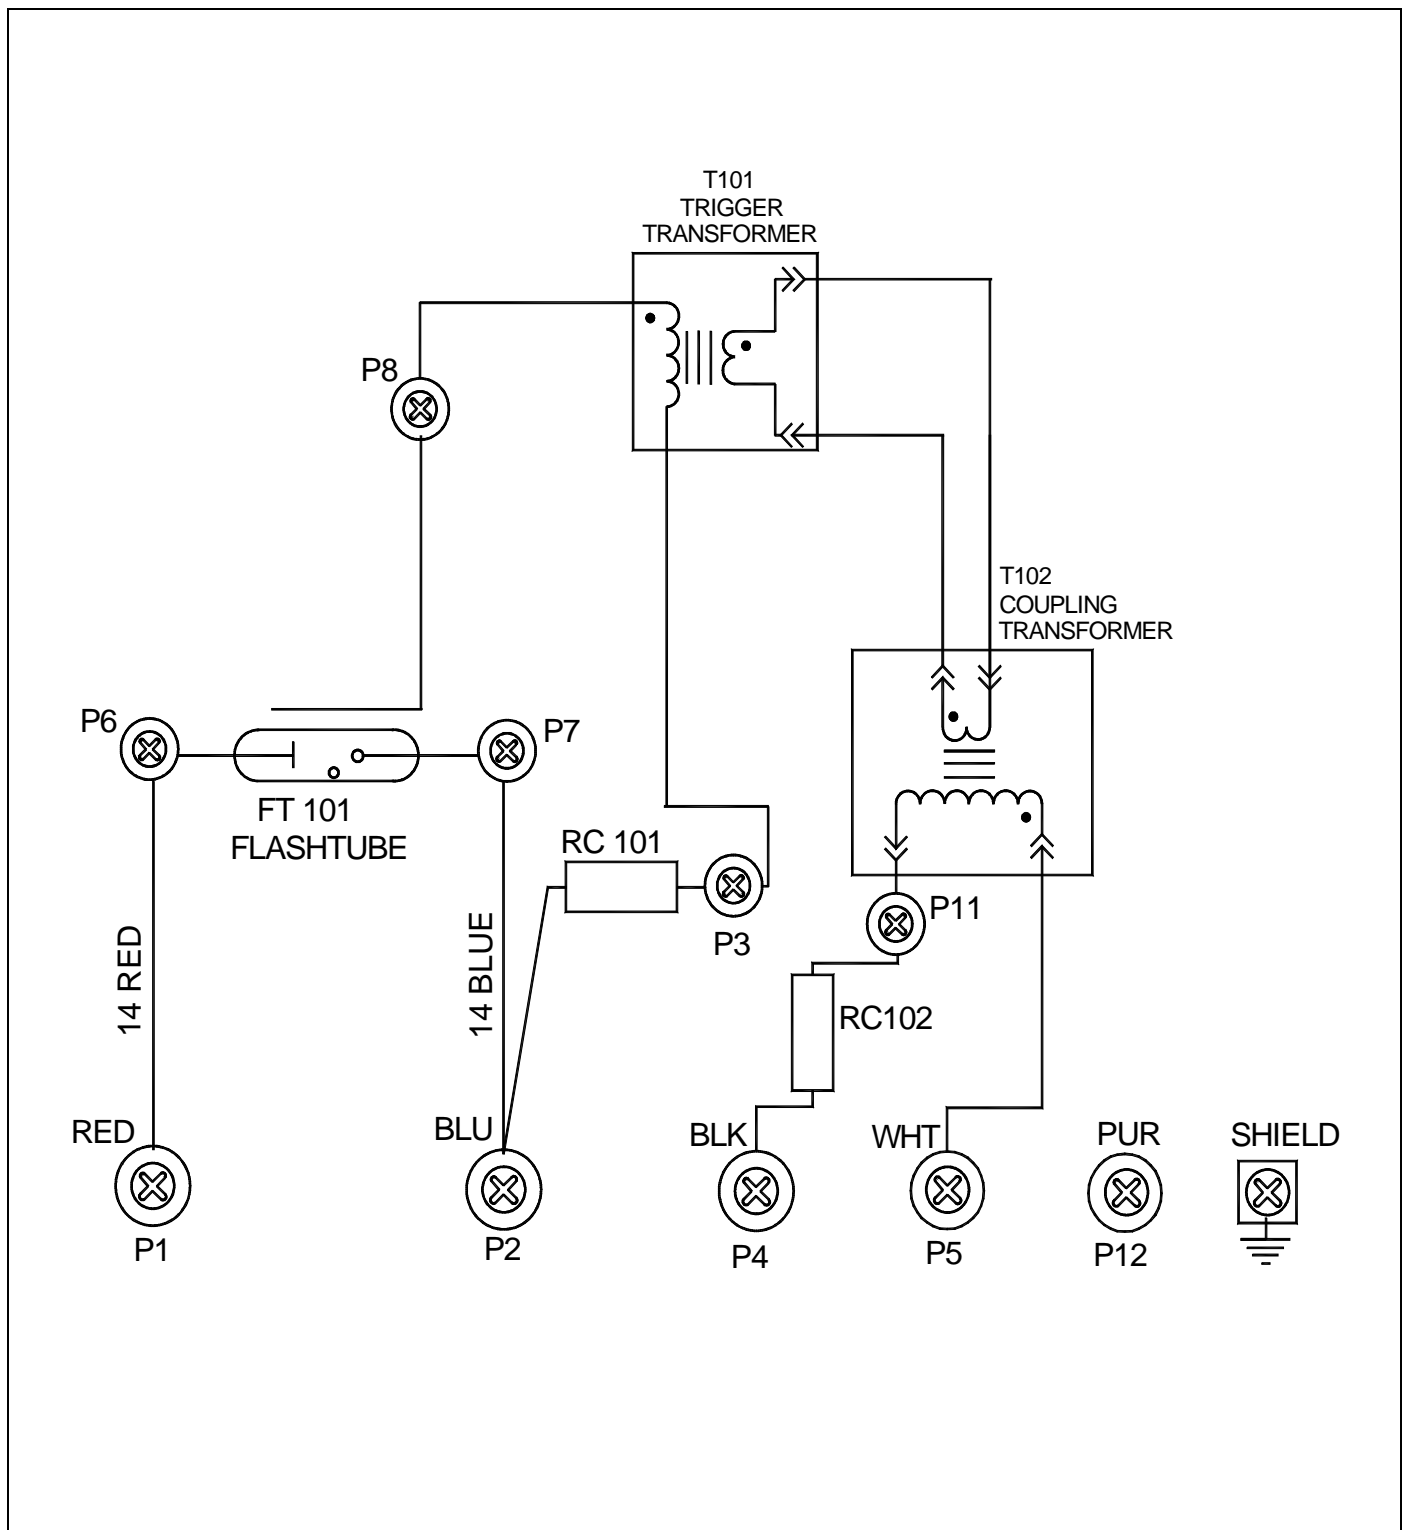 T101
TRIGGER
TRANSFORMER
P8
T102
COUPLING
TRANSFORMER
P6
P7
FT 101
FLASHTUBE
RC 101
P11
P3
14 RED
14 BLUE
RC102
RED
BLU
BLK
WHT
PUR
SHIELD
P1
P2
P4
P5
P12